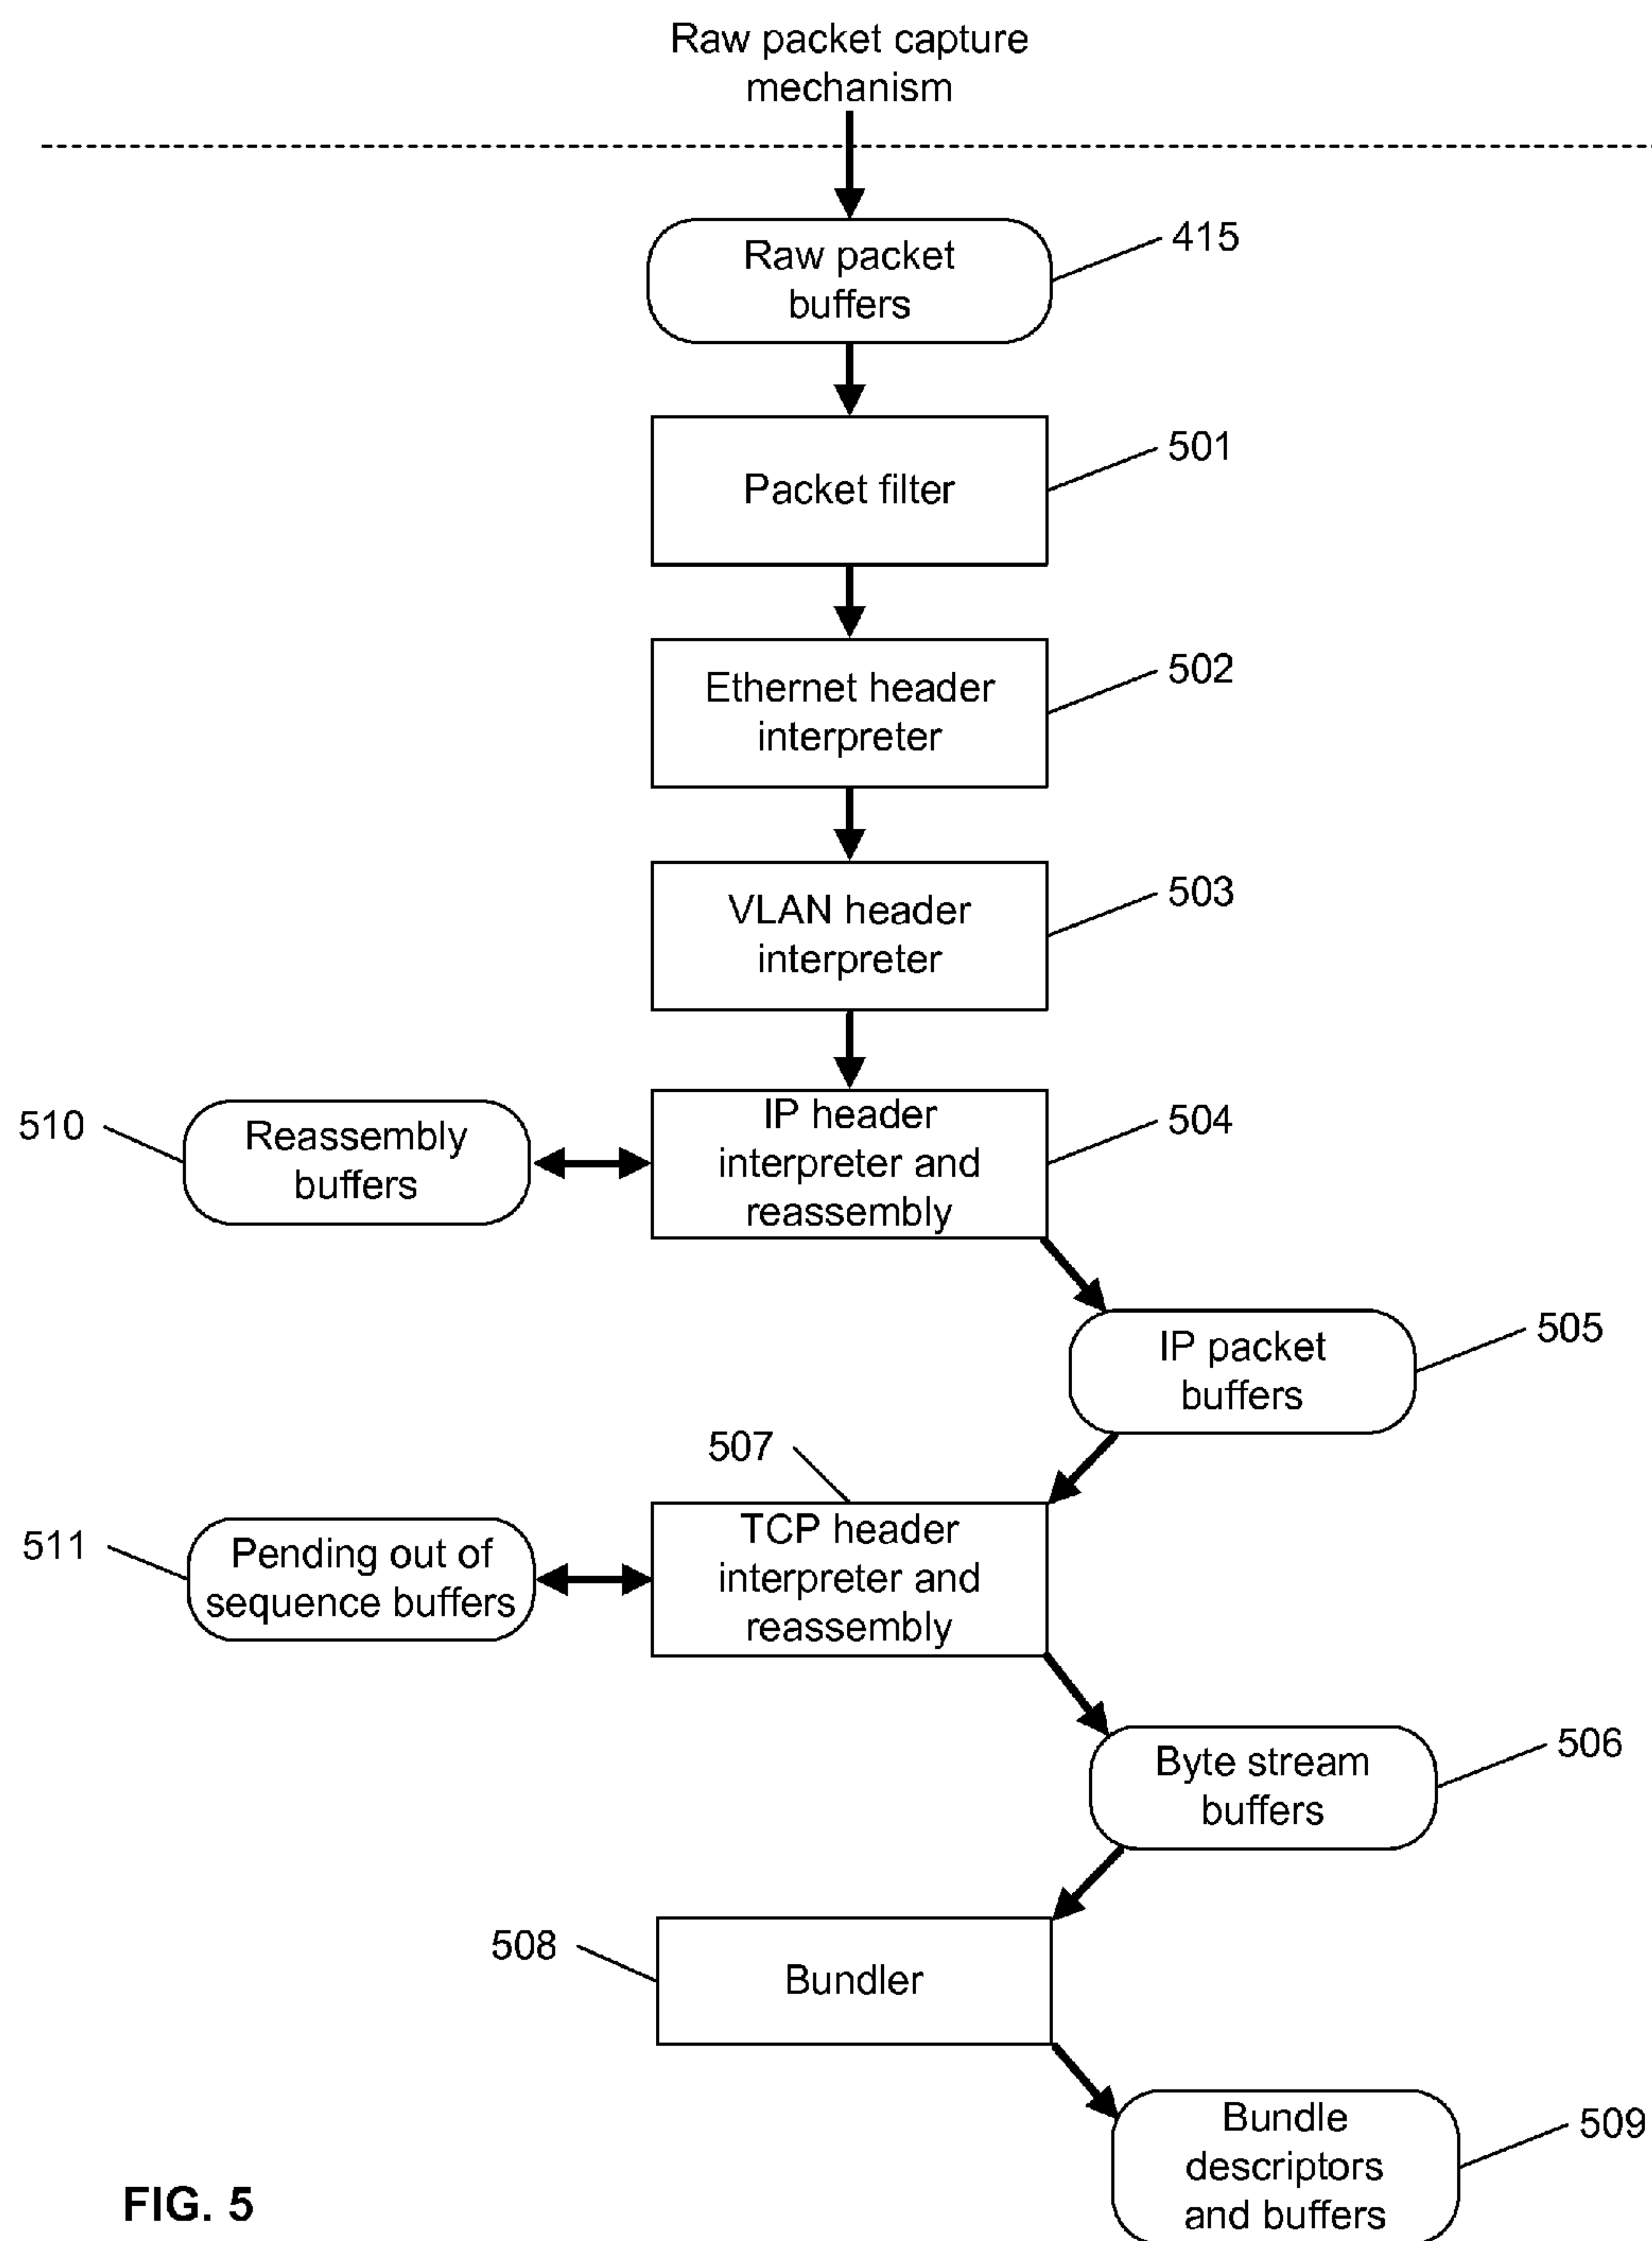 Raw packet capture
mechanism
Raw packet
buffers
415
Packet filter
501
Ethernet header
interpreter
502
VLAN header
interpreter
503
510
Reassembly
buffers
IP header
interpreter and
reassembly
504
IP packet
buffers
505
507
511
Pending out of
sequence buffers
TCP header
interpreter and
reassembly
Byte stream
buffers
506
508
Bundler
Bundle
descriptors
and buffers
509
FIG. 5